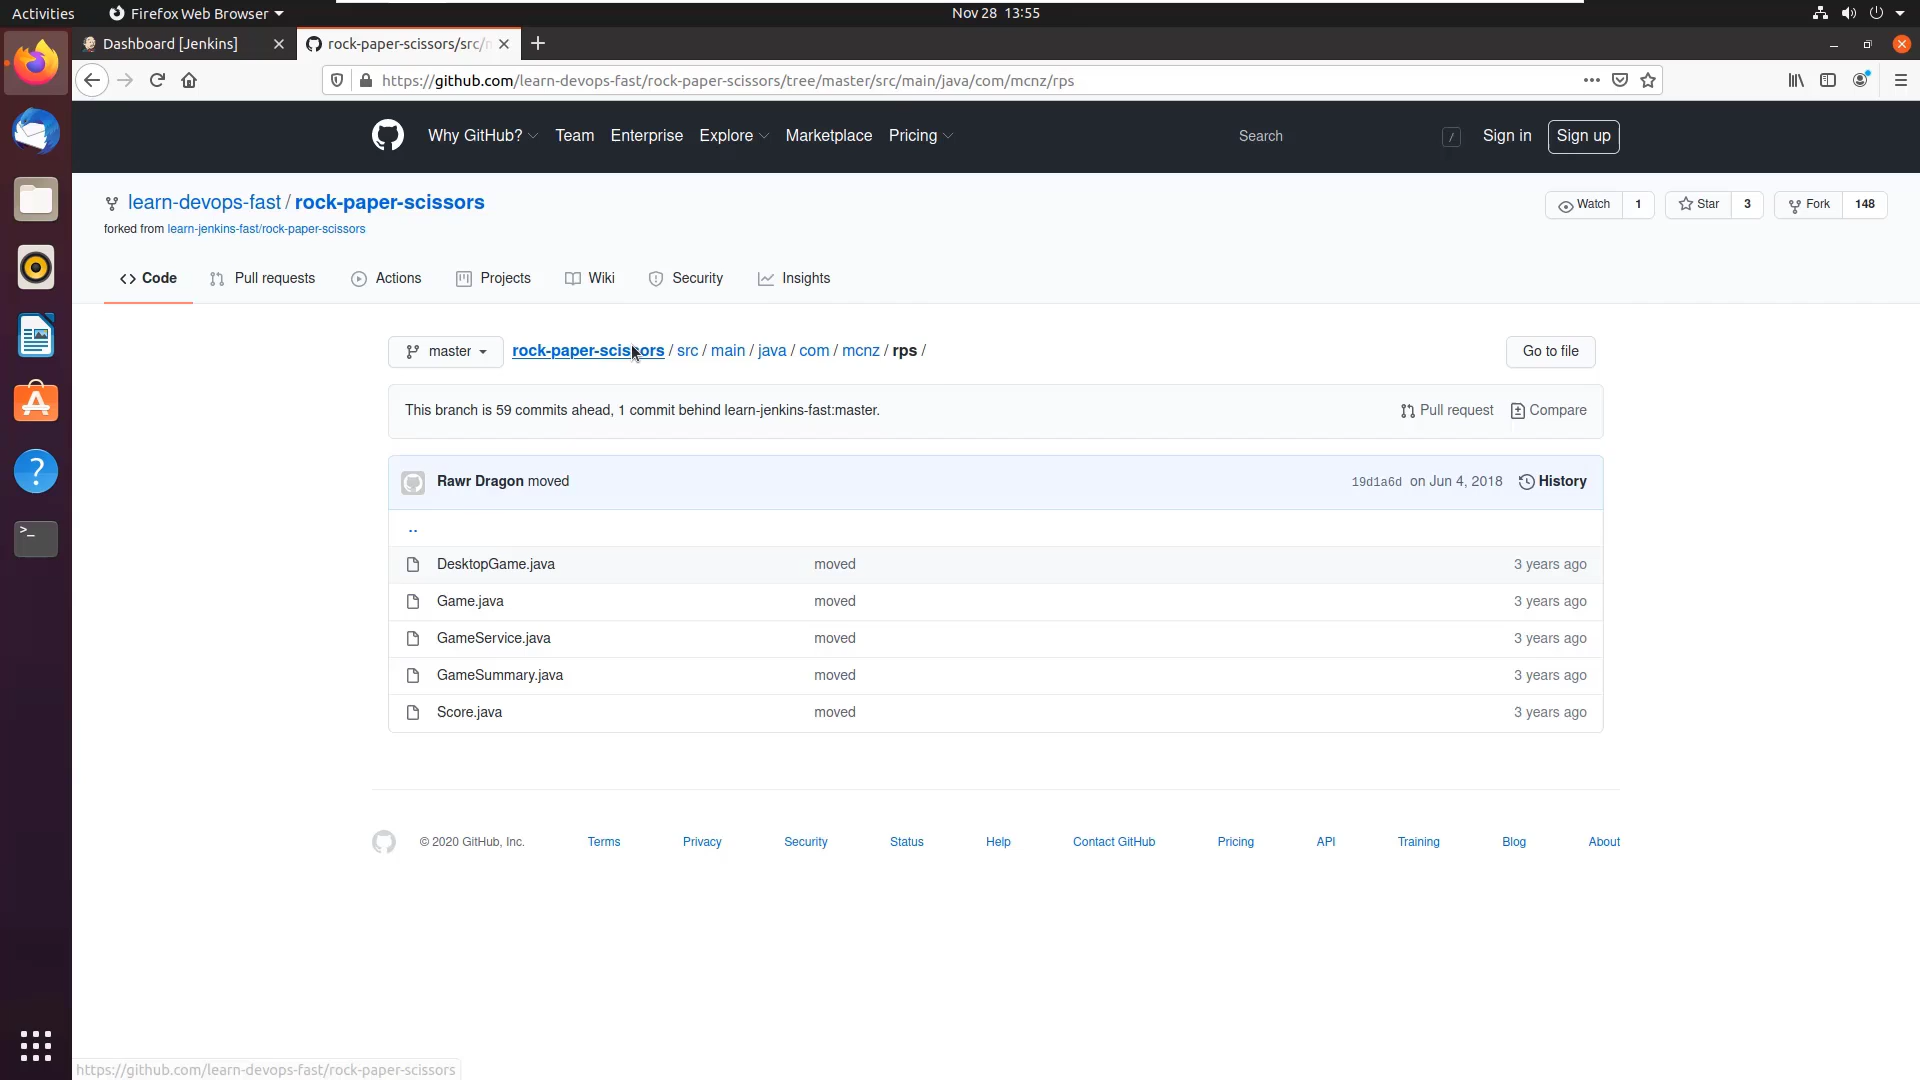 Activities
Firefox Web Browser
Nov 28 13:55
Dashboard [Jenkins]
rock-paper-scissors/src/
https://github.com/learn-devops-fast/rock-paper-scissors/tree/master/src/main/java/com/mcnz/rps
Why GitHub?
Team
Enterprise
Explore
Marketplace
Pricing
Search
/
Sign in
Sign up
learn-devops-fast / rock-paper-scissors
forked from learn-jenkins-fast/rock-paper-scissors
Watch 1
Star 3
Fork 148
Code
Pull requests
Actions
Projects
Wiki
Security
Insights
master
rock-paper-scissors / src / main / java / com / mcnz / rps /
Go to file
This branch is 59 commits ahead, 1 commit behind learn-jenkins-fast:master.
Pull request
Compare
Rawr Dragon moved
19d1a6d on Jun 4, 2018
History
..
DesktopGame.java moved 3 years ago
Game.java moved 3 years ago
GameService.java moved 3 years ago
GameSummary.java moved 3 years ago
Score.java moved 3 years ago
© 2020 GitHub, Inc.
Terms
Privacy
Security
Status
Help
Contact GitHub
Pricing
API
Training
Blog
About
https://github.com/learn-devops-fast/rock-paper-scissors